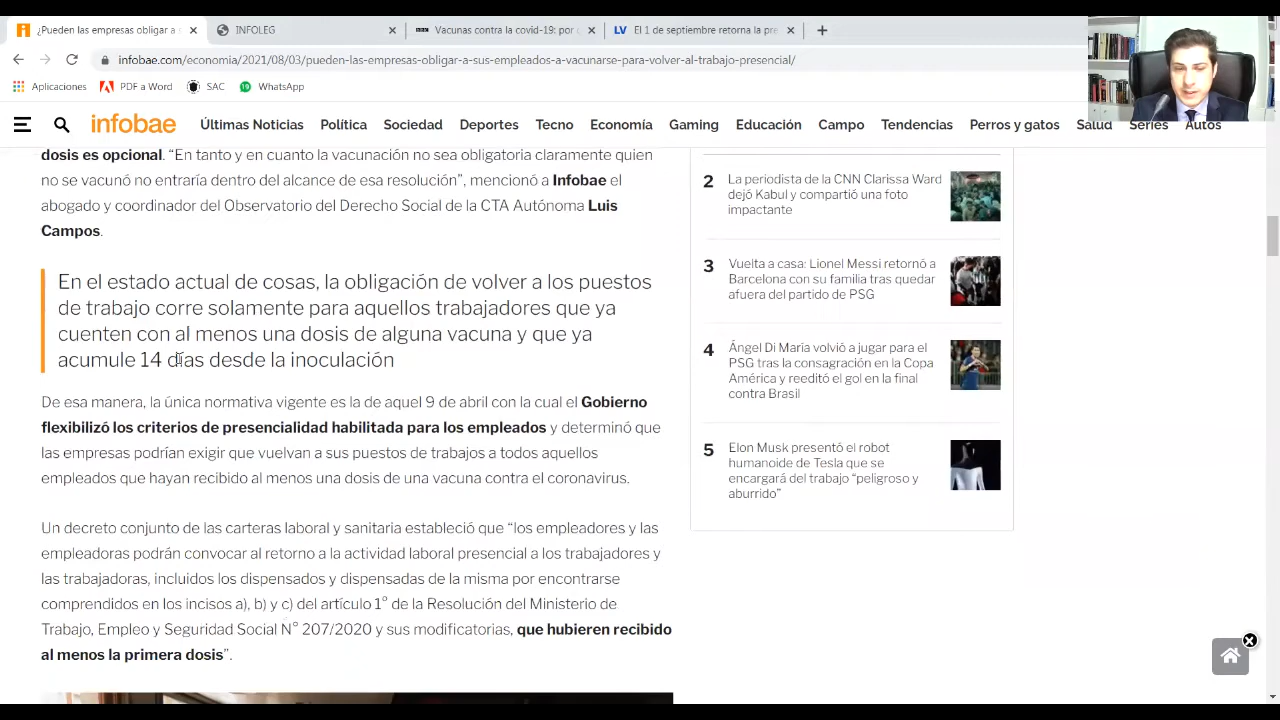 ¿Pueden las empresas obligar a
INFOLEG
Vacunas contra la covid-19: por
LV El 1 de septiembre retorna la pre
infobae.com/economia/2021/08/03/pueden-las-empresas-obligar-a-sus-empleados-a-vacunarse-para-volver-al-trabajo-presencial/
Aplicaciones PDF a Word SAC WhatsApp
infobae Últimas Noticias Política Sociedad Deportes Tecno Economía Gaming Educación Campo Tendencias Perros y gatos Salud Series Autos
dosis es opcional. “En tanto y en cuanto la vacunación no sea obligatoria claramente quien
no se vacunó no entraría dentro del alcance de esa resolución”, mencionó a Infobae el
abogado y coordinador del Observatorio del Derecho Social de la CTA Autónoma Luis
Campos.
En el estado actual de cosas, la obligación de volver a los puestos
de trabajo corre solamente para aquellos trabajadores que ya
cuenten con al menos una dosis de alguna vacuna y que ya
acumule 14 días desde la inoculación
De esa manera, la única normativa vigente es la de aquel 9 de abril con la cual el Gobierno
flexibilizó los criterios de presencialidad habilitada para los empleados y determinó que
las empresas podrían exigir que vuelvan a sus puestos de trabajos a todos aquellos
empleados que hayan recibido al menos una dosis de una vacuna contra el coronavirus.
Un decreto conjunto de las carteras laboral y sanitaria estableció que “los empleadores y las
empleadoras podrán convocar al retorno a la actividad laboral presencial a los trabajadores y
las trabajadoras, incluidos los dispensados y dispensadas de la misma por encontrarse
comprendidos en los incisos a), b) y c) del artículo 1° de la Resolución del Ministerio de
Trabajo, Empleo y Seguridad Social N° 207/2020 y sus modificatorias, que hubieren recibido
al menos la primera dosis”.
2 La periodista de la CNN Clarissa Ward
dejó Kabul y compartió una foto
impactante
3 Vuelta a casa: Lionel Messi retornó a
Barcelona con su familia tras quedar
afuera del partido de PSG
4 Ángel Di María volvió a jugar para el
PSG tras la consagración en la Copa
América y reeditó el gol en la final
contra Brasil
5 Elon Musk presentó el robot
humanoide de Tesla que se
encargará del trabajo “peligroso y
aburrido”